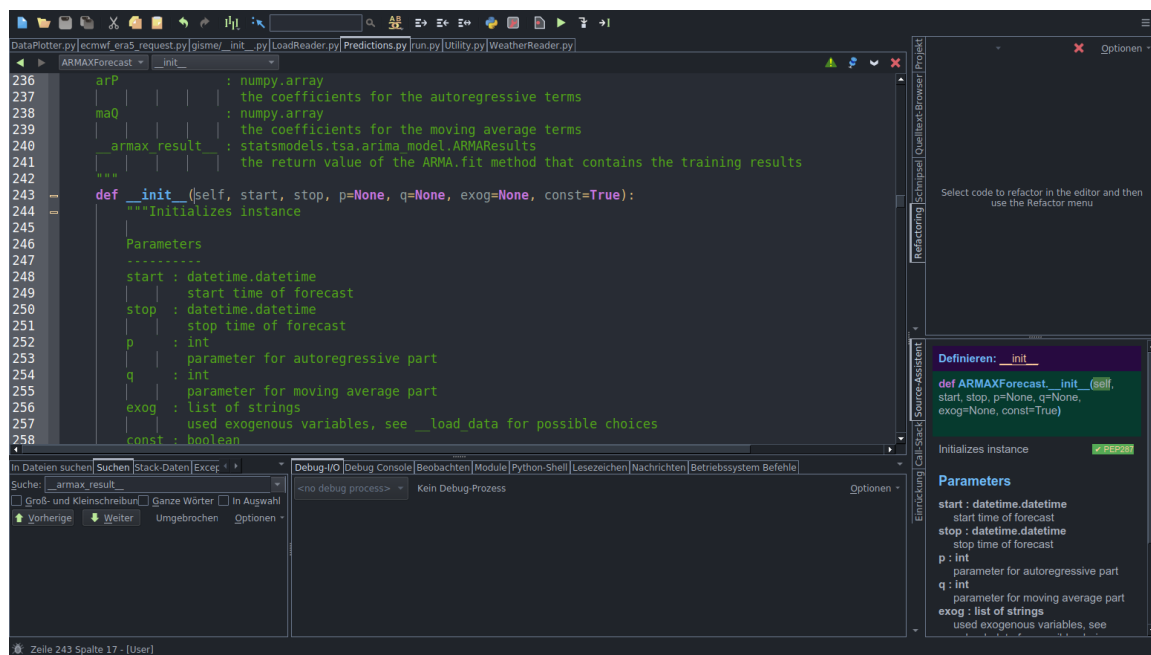 DataPlotter.py ecmwf_era5_request.py gisme/__init__.py LoadReader.py Predictions.py run.py Utility.py WeatherReader.py
ARMAXForecast __init__
236 arP : numpy.array
237 the coefficients for the autoregressive terms
238 maQ : numpy.array
239 the coefficients for the moving average terms
240 __armax_result__ : statsmodels.tsa.arima_model.ARMAResults
241 the return value of the ARMA.fit method that contains the training results
242 """
243 def __init__(self, start, stop, p=None, q=None, exog=None, const=True):
244 """Initializes instance
245
246 Parameters
247 ----------
248 start : datetime.datetime
249 start time of forecast
250 stop : datetime.datetime
251 stop time of forecast
252 p : int
253 parameter for autoregressive part
254 q : int
255 parameter for moving average part
256 exog : list of strings
257 used exogenous variables, see __load_data for possible choices
258 const : boolean
Projekt
Quelltext-Browser
Schnipsel
Refactoring
Optionen
Select code to refactor in the editor and then
use the Refactor menu
Source-Assistent
Call-Stack
Einrückung
Definieren: __init__
def ARMAXForecast.__init__(self,
start, stop, p=None, q=None,
exog=None, const=True)
Initializes instance
PEP287
Parameters
start : datetime.datetime
start time of forecast
stop : datetime.datetime
stop time of forecast
p : int
parameter for autoregressive part
q : int
parameter for moving average part
exog : list of strings
used exogenous variables, see
In Dateien suchen Suchen Stack-Daten Excep
Suche: __armax_result__
Groß- und Kleinschreibun Ganze Wörter In Auswahl
Vorherige Weiter Umgebrochen Optionen
Debug-I/O Debug Console Beobachten Module Python-Shell Lesezeichen Nachrichten Betriebssystem Befehle
<no debug process> Kein Debug-Prozess Optionen
Zeile 243 Spalte 17 - [User]